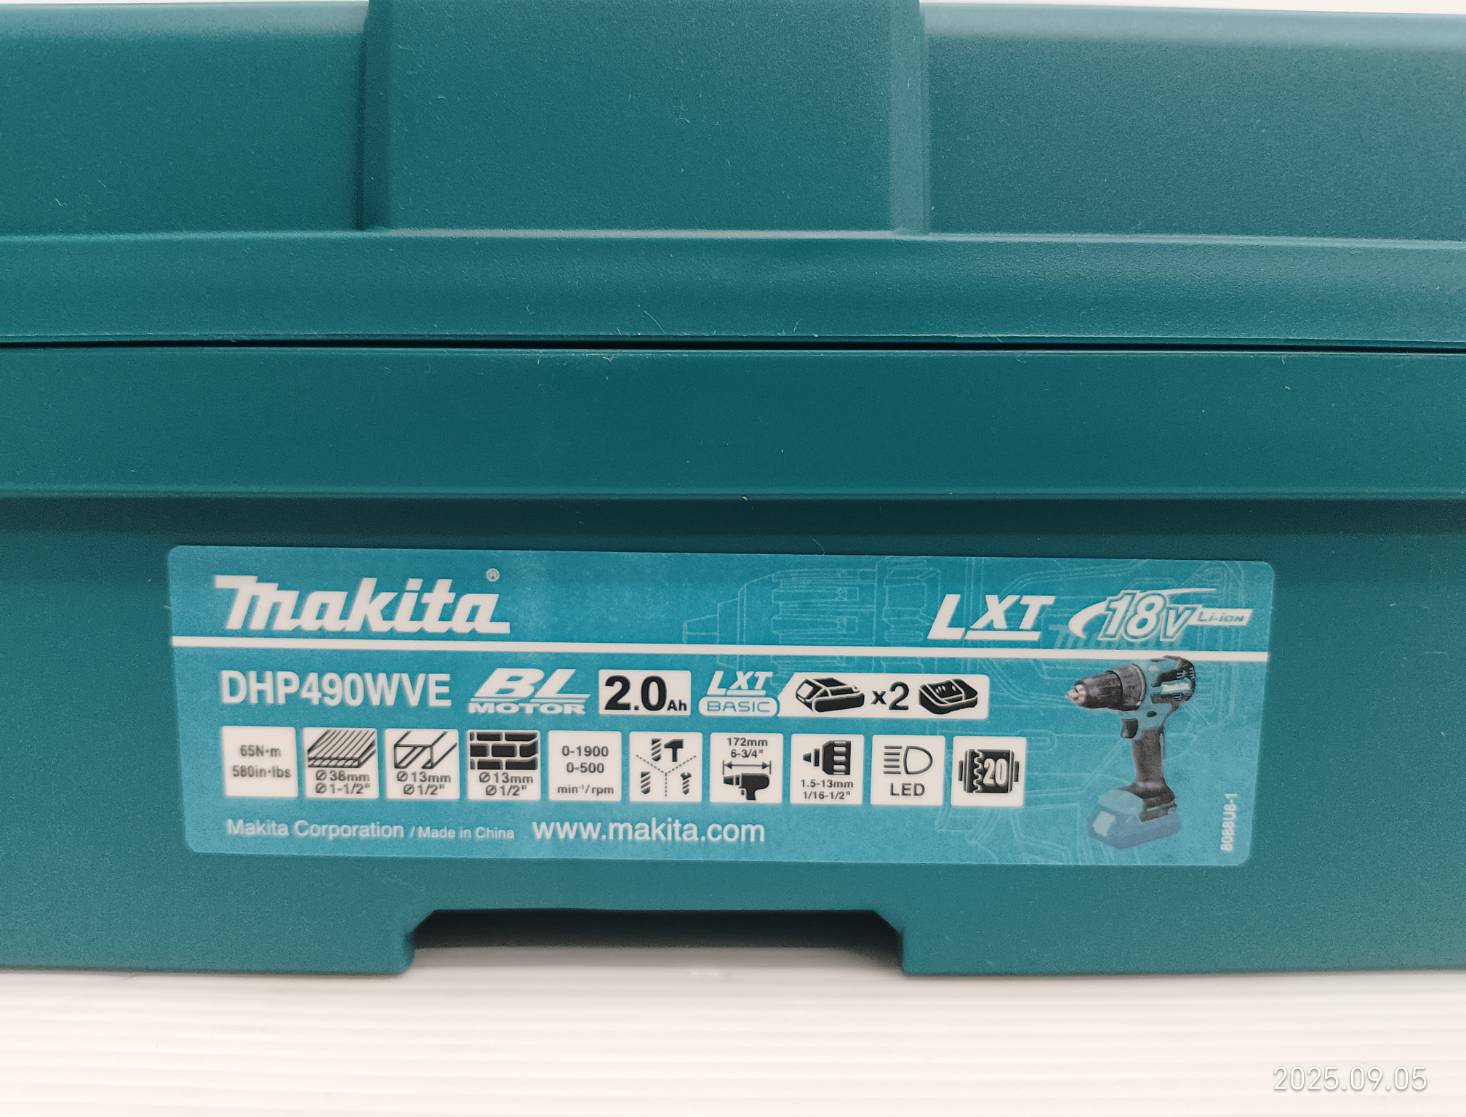 makita®
LXT 18V Li-ion
DHP490WVE BL MOTOR 2.0Ah LXT BASIC x2
65N·m
580in·lbs
Ø38mm
Ø1-1/2"
Ø13mm
Ø1/2"
Ø13mm
Ø1/2"
0-1900
0-500
min⁻¹/rpm
172mm
6-3/4"
1.5-13mm
1/16-1/2"
LED
20
Makita Corporation / Made in China www.makita.com
8088U8-1
2025.09.05